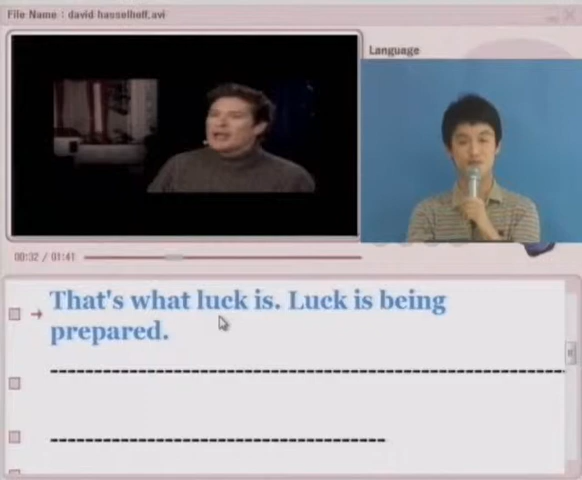 File Name : david hasselhoff.avi
Language
00:32 / 01:41
That's what luck is. Luck is being
prepared.